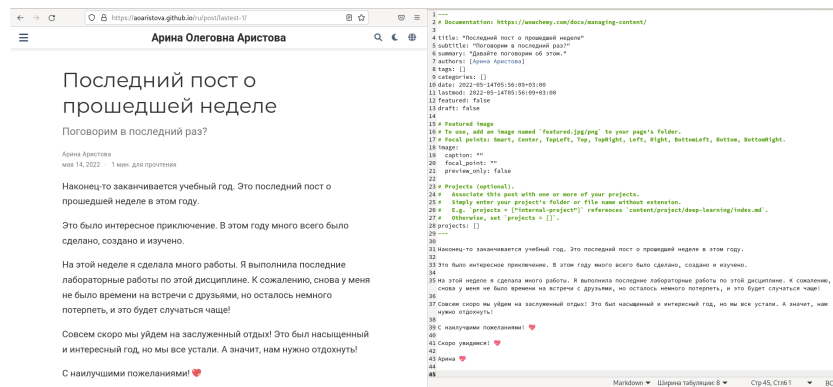 https://aoaristova.github.io/ru/post/lastest-1/
Арина Олеговна Аристова
Последний пост о
прошедшей неделе
Поговорим в последний раз?
Арина Аристова
мая 14, 2022 · 1 мин. для прочтения
Наконец-то заканчивается учебный год. Это последний пост о
прошедшей неделе в этом году.
Это было интересное приключение. В этом году много всего было
сделано, создано и изучено.
На этой неделе я сделала много работы. Я выполнила последние
лабораторные работы по этой дисциплине. К сожалению, снова у меня
не было времени на встречи с друзьями, но осталось немного
потерпеть, и это будет случаться чаще!
Совсем скоро мы уйдем на заслуженный отдых! Это был насыщенный
и интересный год, но мы все устали. А значит, нам нужно отдохнуть!
С наилучшими пожеланиями! 💖
1 ---
2 # Documentation: https://wowchemy.com/docs/managing-content/
3
4 title: "Последний пост о прошедшей неделе"
5 subtitle: "Поговорим в последний раз?"
6 summary: "Давайте поговорим об этом."
7 authors: [Арина Аристова]
8 tags: []
9 categories: []
10 date: 2022-05-14T05:56:09+03:00
11 lastmod: 2022-05-14T05:56:09+03:00
12 featured: false
13 draft: false
14
15 # Featured image
16 # To use, add an image named `featured.jpg/png` to your page's folder.
17 # Focal points: Smart, Center, TopLeft, Top, TopRight, Left, Right, BottomLeft, Bottom, BottomRight.
18 image:
19 caption: ""
20 focal_point: ""
21 preview_only: false
22
23 # Projects (optional).
24 # Associate this post with one or more of your projects.
25 # Simply enter your project's folder or file name without extension.
26 # E.g. `projects = ["internal-project"]` references `content/project/deep-learning/index.md`.
27 # Otherwise, set `projects = []`.
28 projects: []
29 ---
30
31 Наконец-то заканчивается учебный год. Это последний пост о прошедшей неделе в этом году.
32
33 Это было интересное приключение. В этом году много всего было сделано, создано и изучено.
34
35 На этой неделе я сделала много работы. Я выполнила последние лабораторные работы по этой дисциплине. К сожалению,
снова у меня не было времени на встречи с друзьями, но осталось немного потерпеть, и это будет случаться чаще!
36
37 Совсем скоро мы уйдем на заслуженный отдых! Это был насыщенный и интересный год, но мы все устали. А значит, нам
нужно отдохнуть!
38
39 С наилучшими пожеланиями! 💖
40
41 Скоро увидимся! 💖
42
43 Арина 💖
44
45
Markdown Ширина табуляции: 8 Стр 45, Стлб 1 ВС